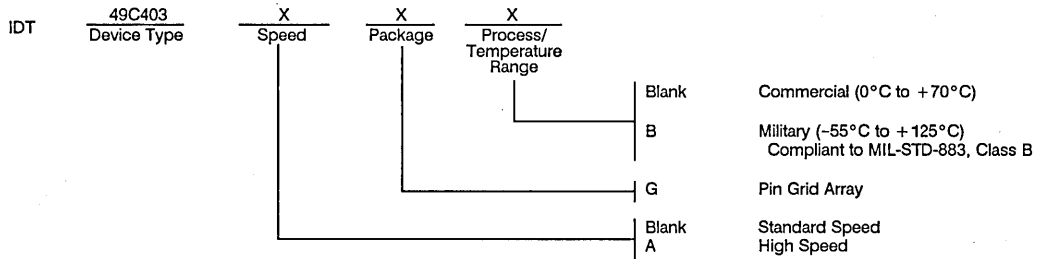 IDT 49C403 X X X
Device Type Speed Package Process/
Temperature
Range
Blank Commercial (0°C to +70°C)
B Military (–55°C to +125°C)
Compliant to MIL-STD-883, Class B
G Pin Grid Array
Blank Standard Speed
A High Speed